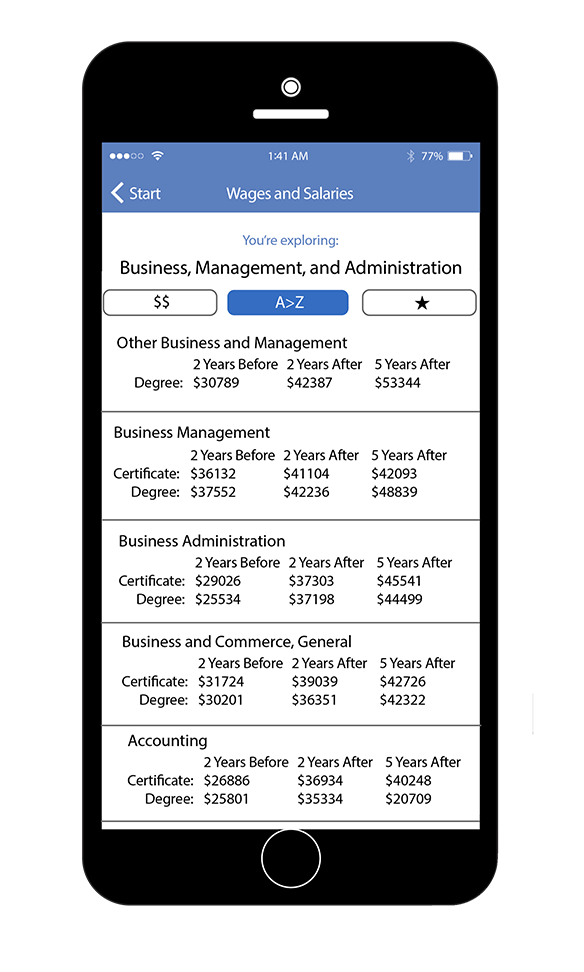 1:41 AM 77%
Start Wages and Salaries
You're exploring:
Business, Management, and Administration
$$ A>Z ★
Other Business and Management
2 Years Before 2 Years After 5 Years After
Degree: $30789 $42387 $53344
Business Management
2 Years Before 2 Years After 5 Years After
Certificate: $36132 $41104 $42093
Degree: $37552 $42236 $48839
Business Administration
2 Years Before 2 Years After 5 Years After
Certificate: $29026 $37303 $45541
Degree: $25534 $37198 $44499
Business and Commerce, General
2 Years Before 2 Years After 5 Years After
Certificate: $31724 $39039 $42726
Degree: $30201 $36351 $42322
Accounting
2 Years Before 2 Years After 5 Years After
Certificate: $26886 $36934 $40248
Degree: $25801 $35334 $20709